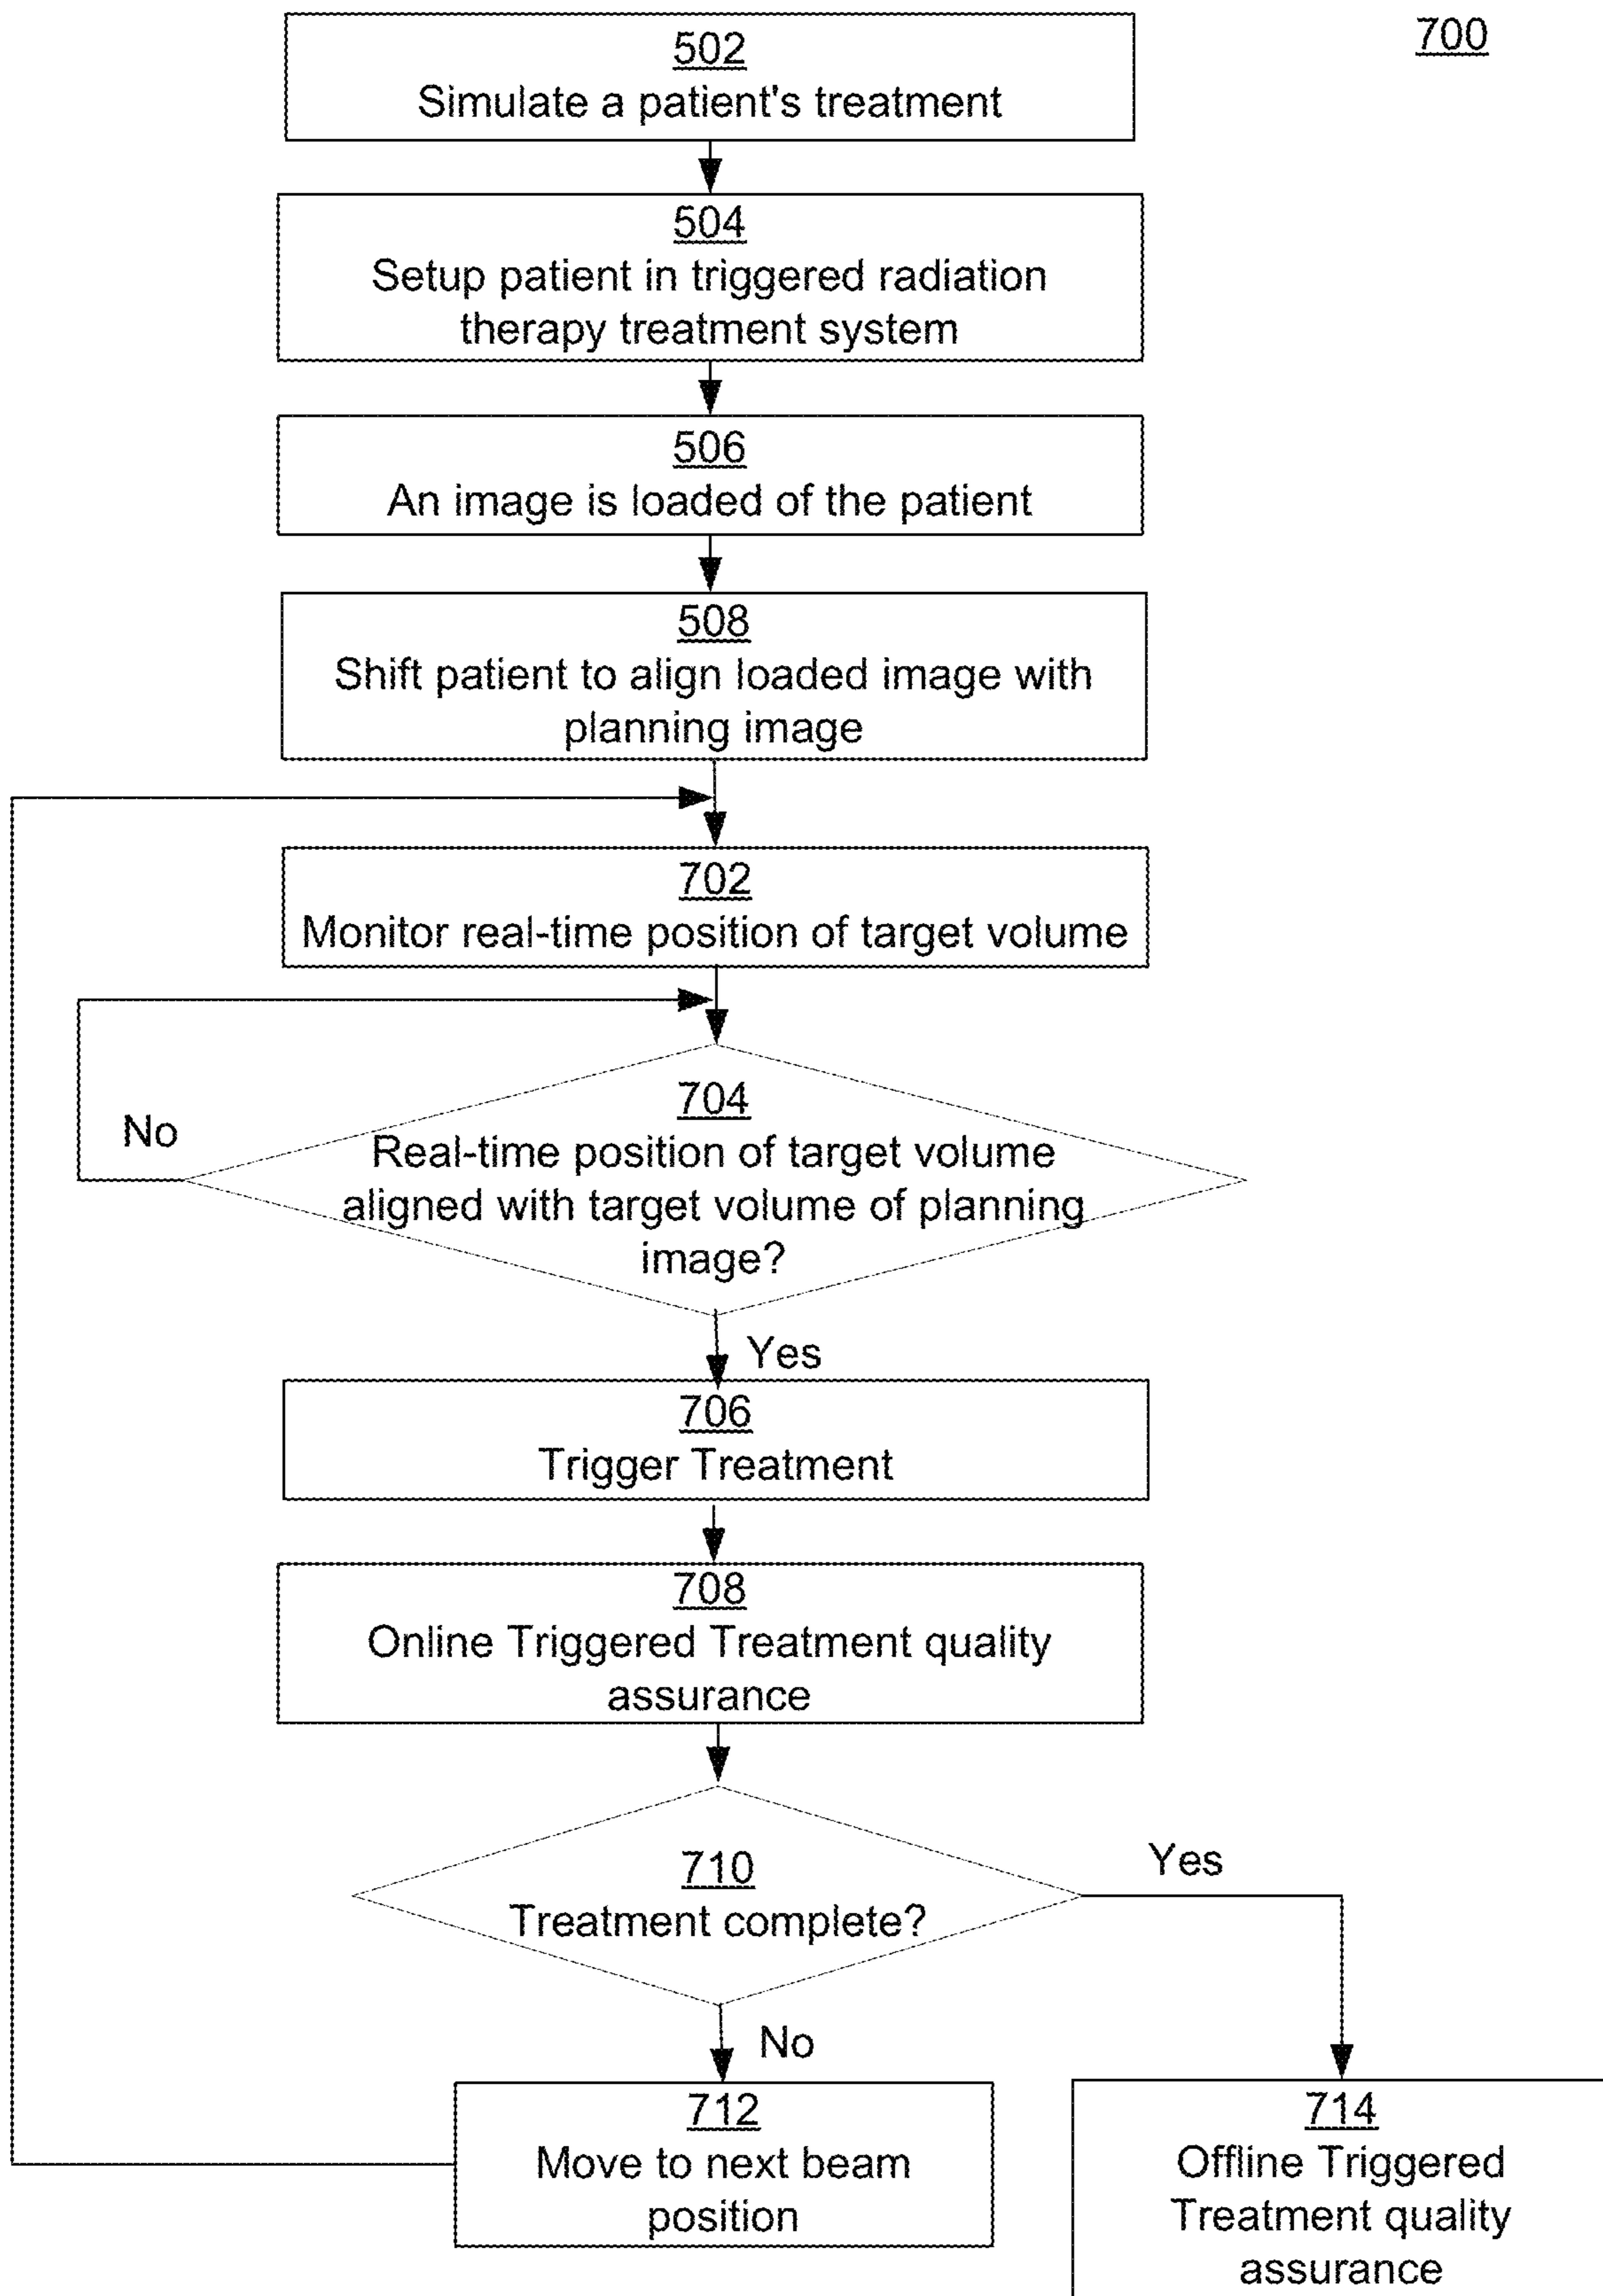 700
502
Simulate a patient's treatment
504
Setup patient in triggered radiation
therapy treatment system
506
An image is loaded of the patient
508
Shift patient to align loaded image with
planning image
702
Monitor real-time position of target volume
No
704
Real-time position of target volume
aligned with target volume of planning
image?
Yes
706
Trigger Treatment
708
Online Triggered Treatment quality
assurance
710
Treatment complete?
Yes
No
712
Move to next beam
position
714
Offline Triggered
Treatment quality
assurance